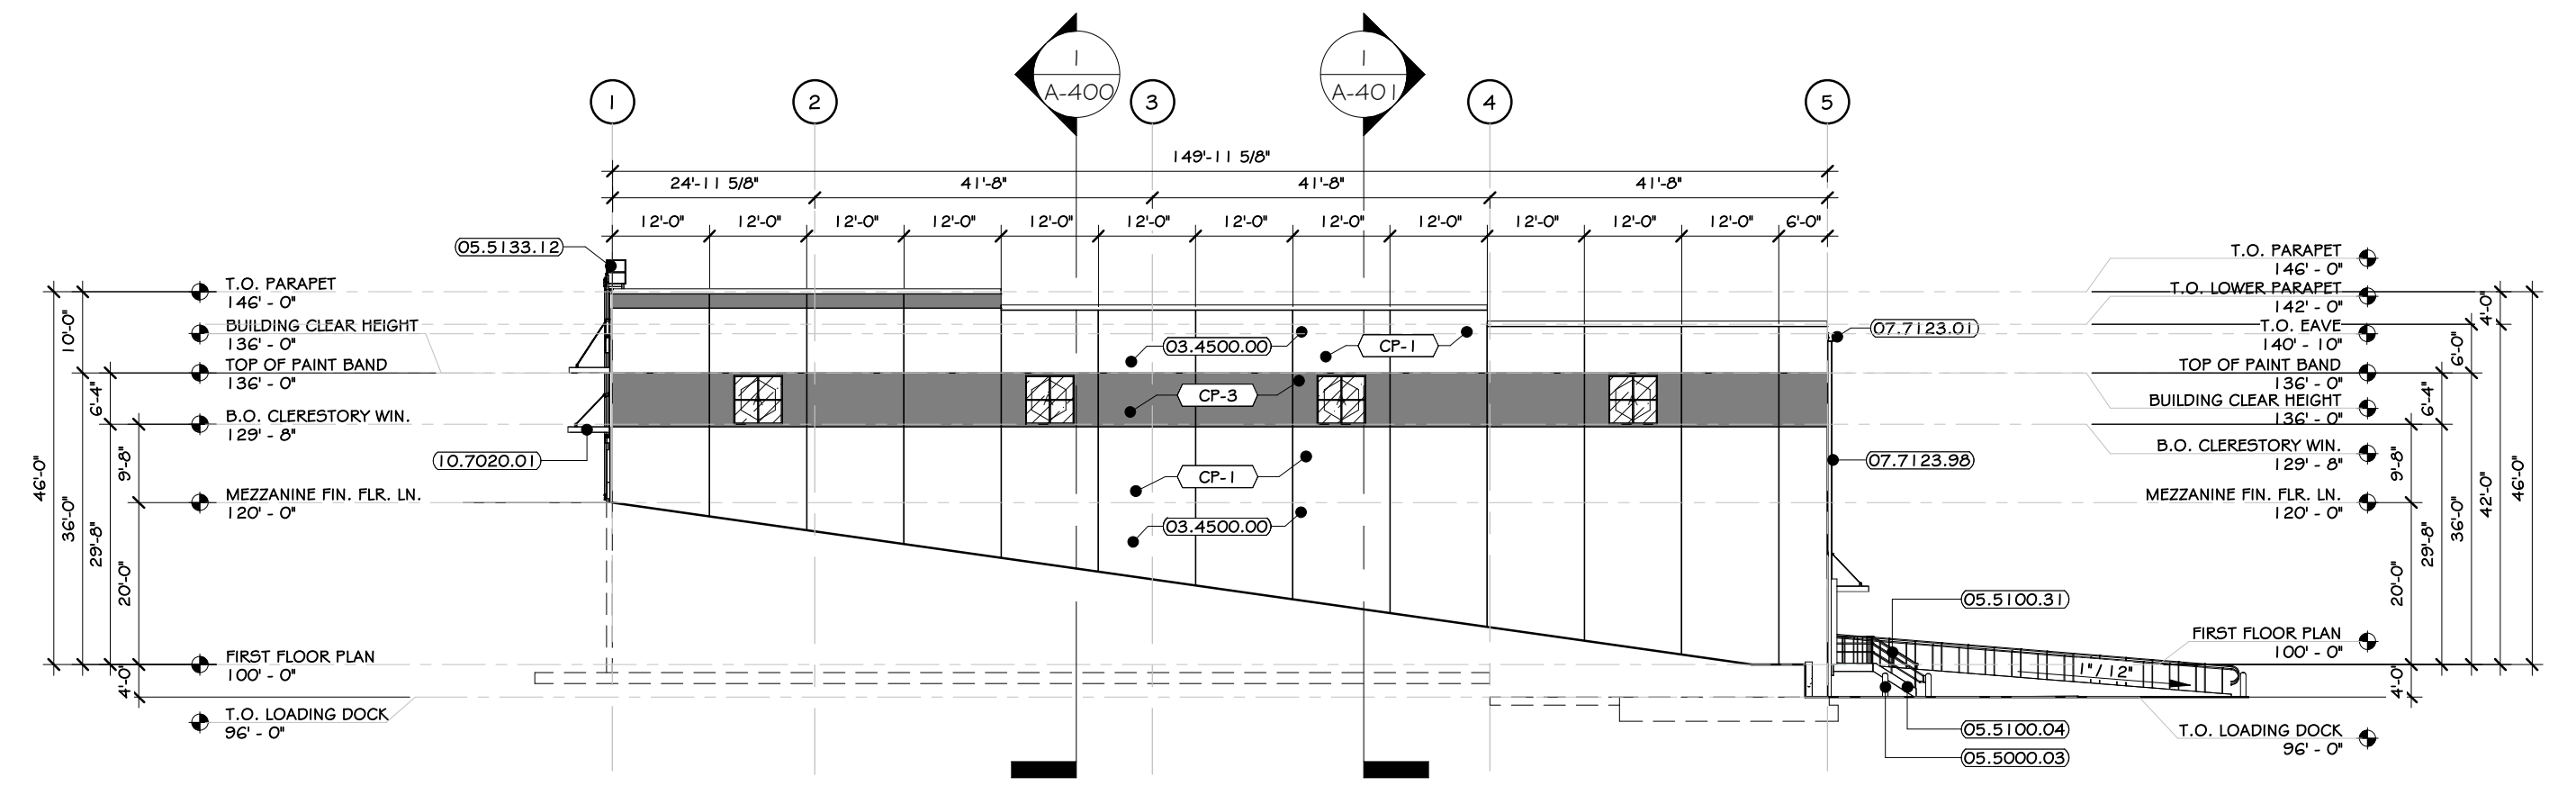 1
A-400
1
A-401
1
2
3
4
5
149'-11 5/8"
24'-11 5/8"
41'-8"
41'-8"
41'-8"
12'-0"
12'-0"
12'-0"
12'-0"
12'-0"
12'-0"
12'-0"
12'-0"
12'-0"
12'-0"
12'-0"
12'-0"
6'-0"
05.5133.12
T.O. PARAPET
146' - 0"
BUILDING CLEAR HEIGHT
136' - 0"
TOP OF PAINT BAND
136' - 0"
B.O. CLERESTORY WIN.
129' - 8"
10.7020.01
MEZZANINE FIN. FLR. LN.
120' - 0"
FIRST FLOOR PLAN
100' - 0"
T.O. LOADING DOCK
96' - 0"
46'-0"
10'-0"
36'-0"
6'-4"
29'-8"
9'-8"
20'-0"
4'-0"
03.4500.00
CP-1
CP-3
CP-1
03.4500.00
07.7123.01
07.7123.98
T.O. PARAPET
146' - 0"
T.O. LOWER PARAPET
142' - 0"
T.O. EAVE
140' - 10"
TOP OF PAINT BAND
136' - 0"
BUILDING CLEAR HEIGHT
136' - 0"
B.O. CLERESTORY WIN.
129' - 8"
MEZZANINE FIN. FLR. LN.
120' - 0"
05.5100.31
FIRST FLOOR PLAN
100' - 0"
1"/12"
05.5100.04
05.5000.03
T.O. LOADING DOCK
96' - 0"
9'-8"
20'-0"
4'-0"
6'-4"
29'-8"
6'-0"
36'-0"
4'-0"
42'-0"
46'-0"